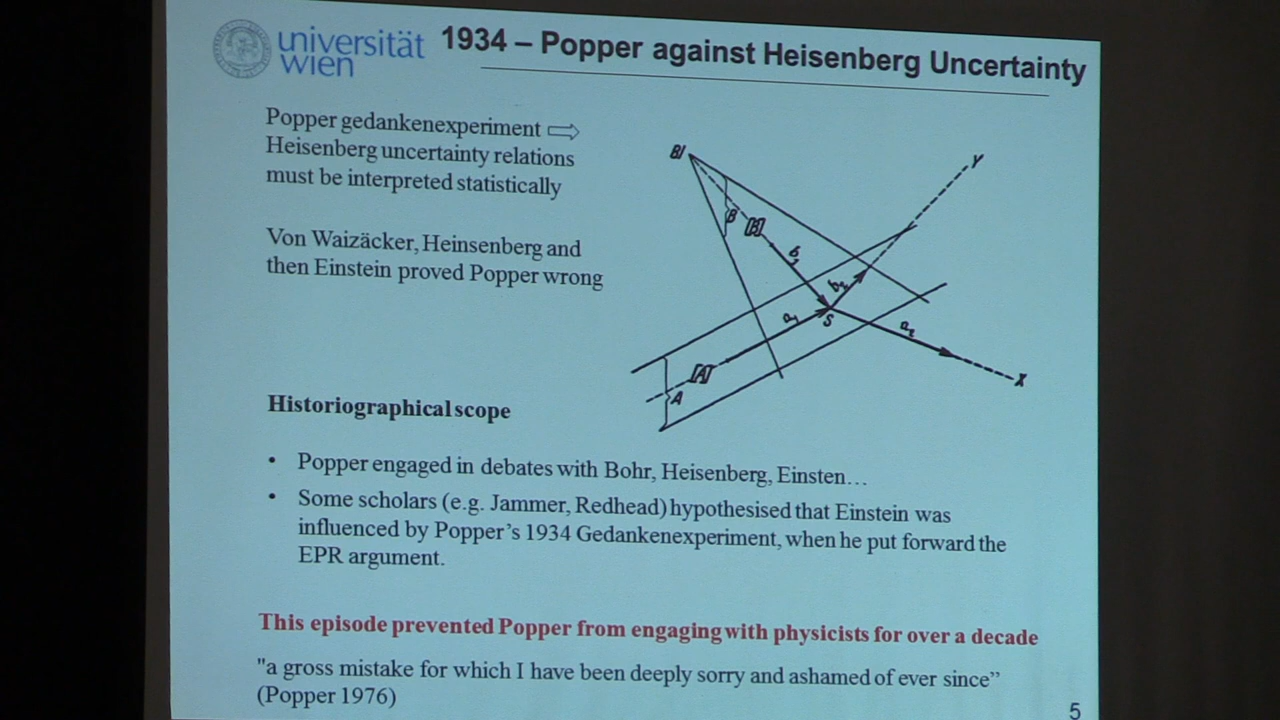 universität
wien
1934 – Popper against Heisenberg Uncertainty
Popper gedankenexperiment ⇨
Heisenberg uncertainty relations
must be interpreted statistically
Von Waizäcker, Heinsenberg and
then Einstein proved Popper wrong
Bl
Y
B
[B]
b₁
b₂
a₁
S
a₂
[A]
A
X
Historiographical scope
• Popper engaged in debates with Bohr, Heisenberg, Einsten…
• Some scholars (e.g. Jammer, Redhead) hypothesised that Einstein was
influenced by Popper’s 1934 Gedankenexperiment, when he put forward the
EPR argument.
This episode prevented Popper from engaging with physicists for over a decade
"a gross mistake for which I have been deeply sorry and ashamed of ever since”
(Popper 1976)
5